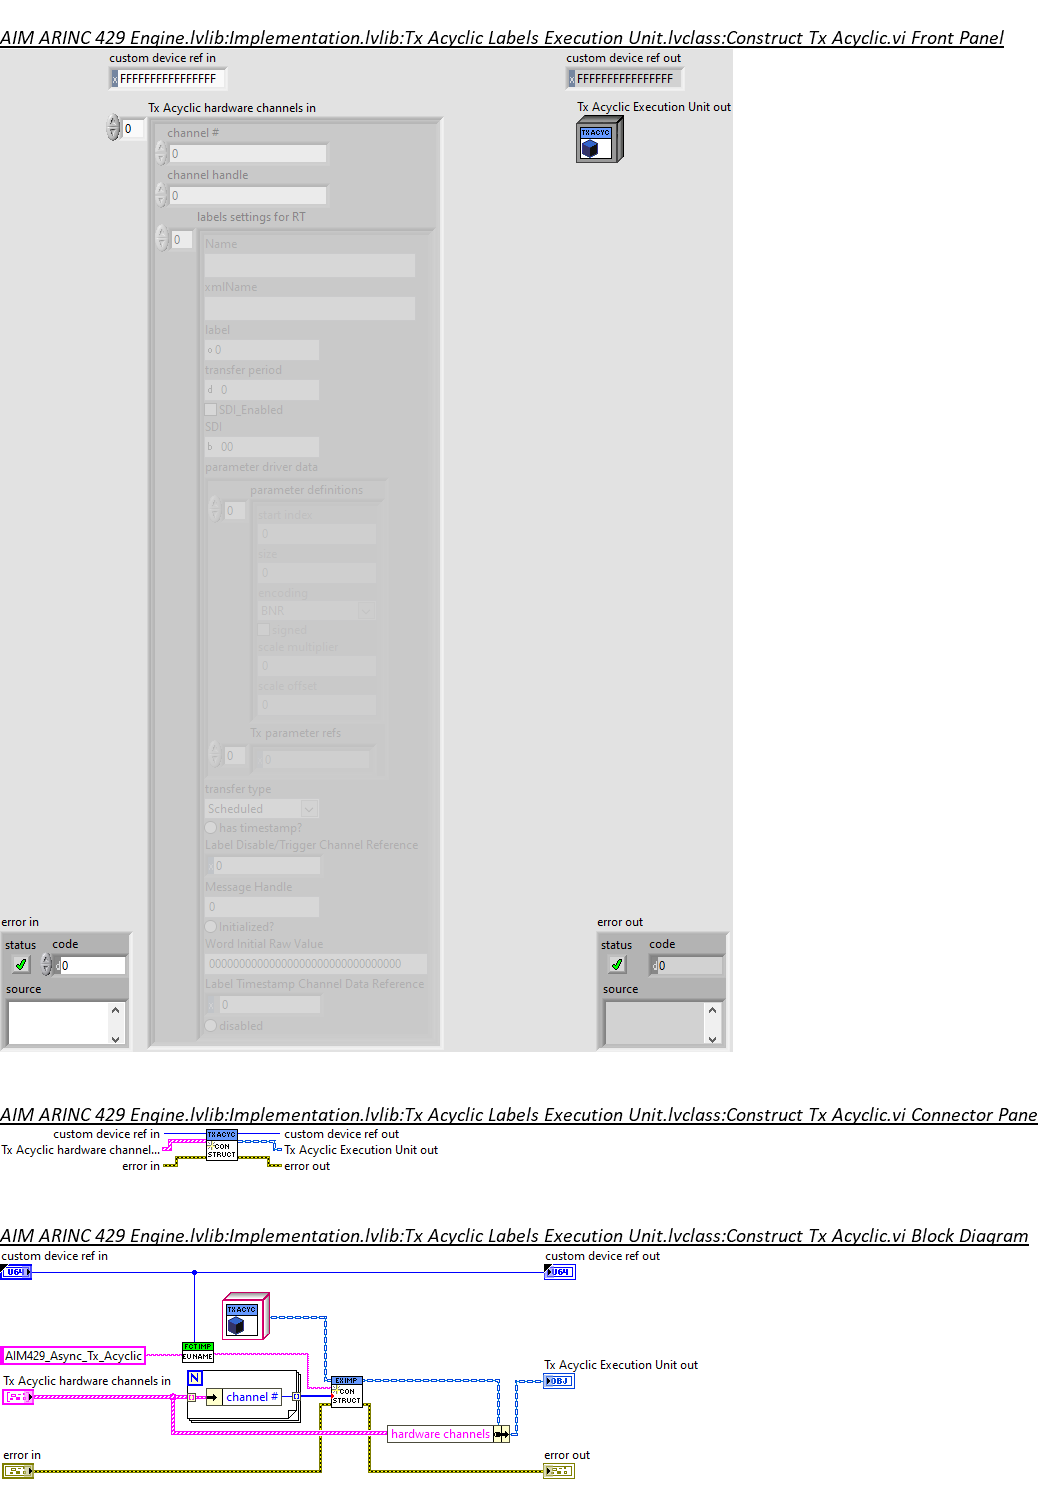 AIM ARINC 429 Engine.lvlib:Implementation.lvlib:Tx Acyclic Labels Execution Unit.lvclass:Construct Tx Acyclic.vi Front Panel
custom device ref in
custom device ref out
x FFFFFFFFFFFFFFFF
x FFFFFFFFFFFFFFFF
Tx Acyclic hardware channels in
Tx Acyclic Execution Unit out
0
TX ACYC
channel #
0
channel handle
0
labels settings for RT
0
Name
xmlName
label
o 0
transfer period
d 0
SDI_Enabled
SDI
b 00
parameter driver data
parameter definitions
0
start index
0
size
0
encoding
BNR
signed
scale multiplier
0
scale offset
0
Tx parameter refs
0
0
transfer type
Scheduled
has timestamp?
Label Disable/Trigger Channel Reference
0
Message Handle
0
Initialized?
Word Initial Raw Value
00000000000000000000000000000000
Label Timestamp Channel Data Reference
x 0
disabled
error in
error out
status code
status code
d 0
d 0
source
source
AIM ARINC 429 Engine.lvlib:Implementation.lvlib:Tx Acyclic Labels Execution Unit.lvclass:Construct Tx Acyclic.vi Connector Pane
custom device ref in
TX ACYC
custom device ref out
Tx Acyclic hardware channel...
CON
STRUCT
Tx Acyclic Execution Unit out
error in
error out
AIM ARINC 429 Engine.lvlib:Implementation.lvlib:Tx Acyclic Labels Execution Unit.lvclass:Construct Tx Acyclic.vi Block Diagram
custom device ref in
custom device ref out
U64
U64
TX ACYC
FCT IMP
EU NAME
AIM429_Async_Tx_Acyclic
Tx Acyclic hardware channels in
N
channel #
EX IMP
CON
STRUCT
Tx Acyclic Execution Unit out
OBJ
hardware channels
error in
error out